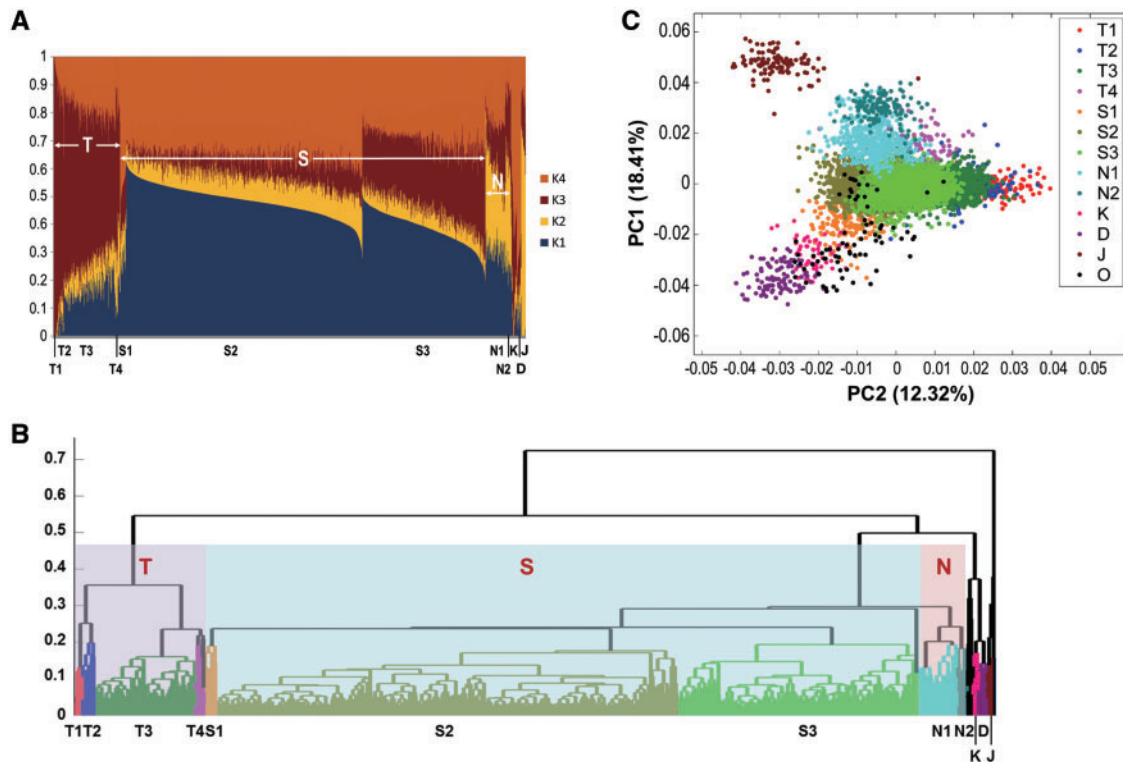 A
1
0.9
0.8
0.7
0.6
0.5
0.4
0.3
0.2
0.1
0
T
S
N
K4
K3
K2
K1
T2 T3 S1 S2 S3 N1 K J
T1 T4 N2 D
C
0.06
0.04
0.02
0
-0.02
-0.04
-0.06
PC1 (18.41%)
-0.05 -0.04 -0.03 -0.02 -0.01 0 0.01 0.02 0.03 0.04 0.05
PC2 (12.32%)
T1
T2
T3
T4
S1
S2
S3
N1
N2
K
D
J
O
B
0.7
0.6
0.5
0.4
0.3
0.2
0.1
0
T S N
T1 T2 T3 T4 S1 S2 S3 N1 N2 D
K J